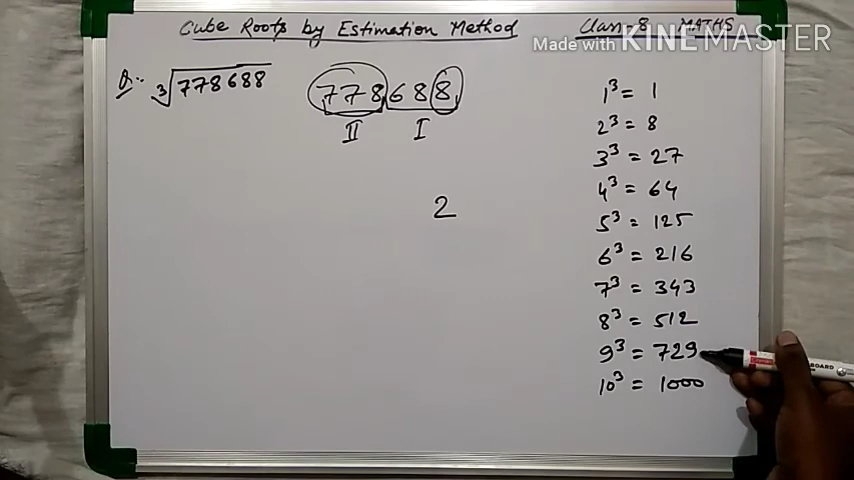 Cube Roots by Estimation Method
Class-8 MATHS
Made with KINEMASTER
Q:- ³√778688
778 688
II I
2
1³ = 1
2³ = 8
3³ = 27
4³ = 64
5³ = 125
6³ = 216
7³ = 343
8³ = 512
9³ = 729
10³ = 1000